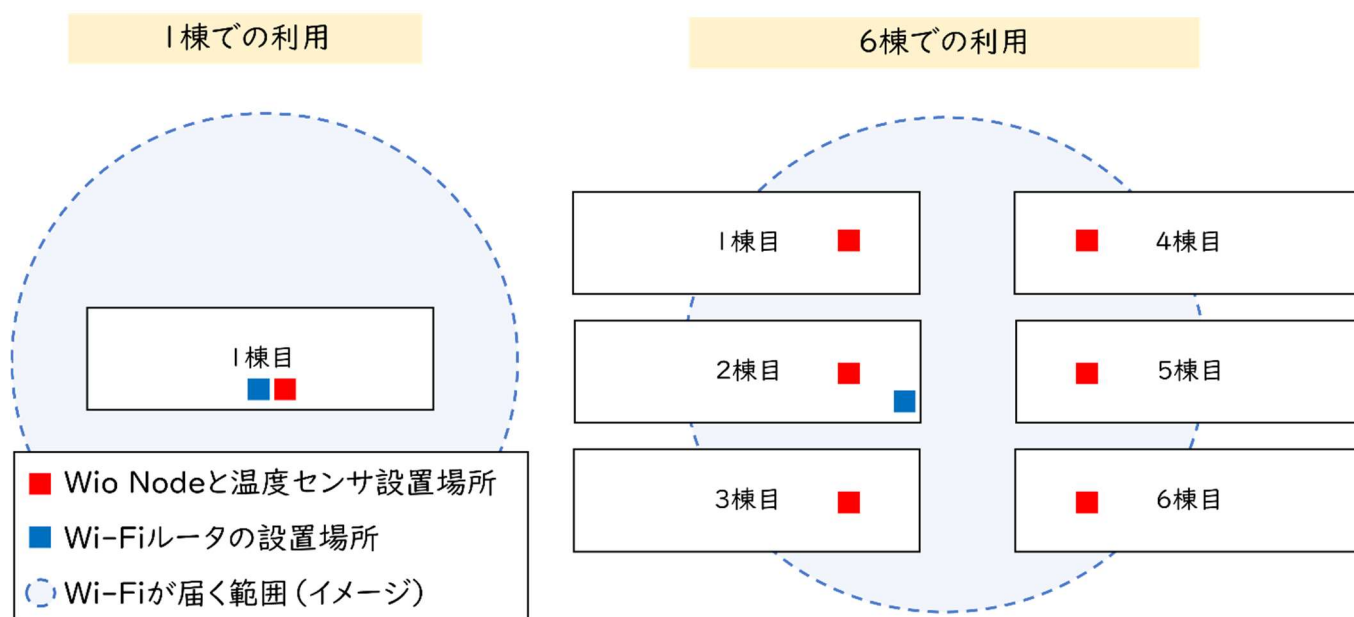 1棟での利用
6棟での利用
1棟目
Wio Nodeと温度センサ設置場所
Wi-Fiルータの設置場所
Wi-Fiが届く範囲(イメージ)
1棟目
4棟目
2棟目
5棟目
3棟目
6棟目